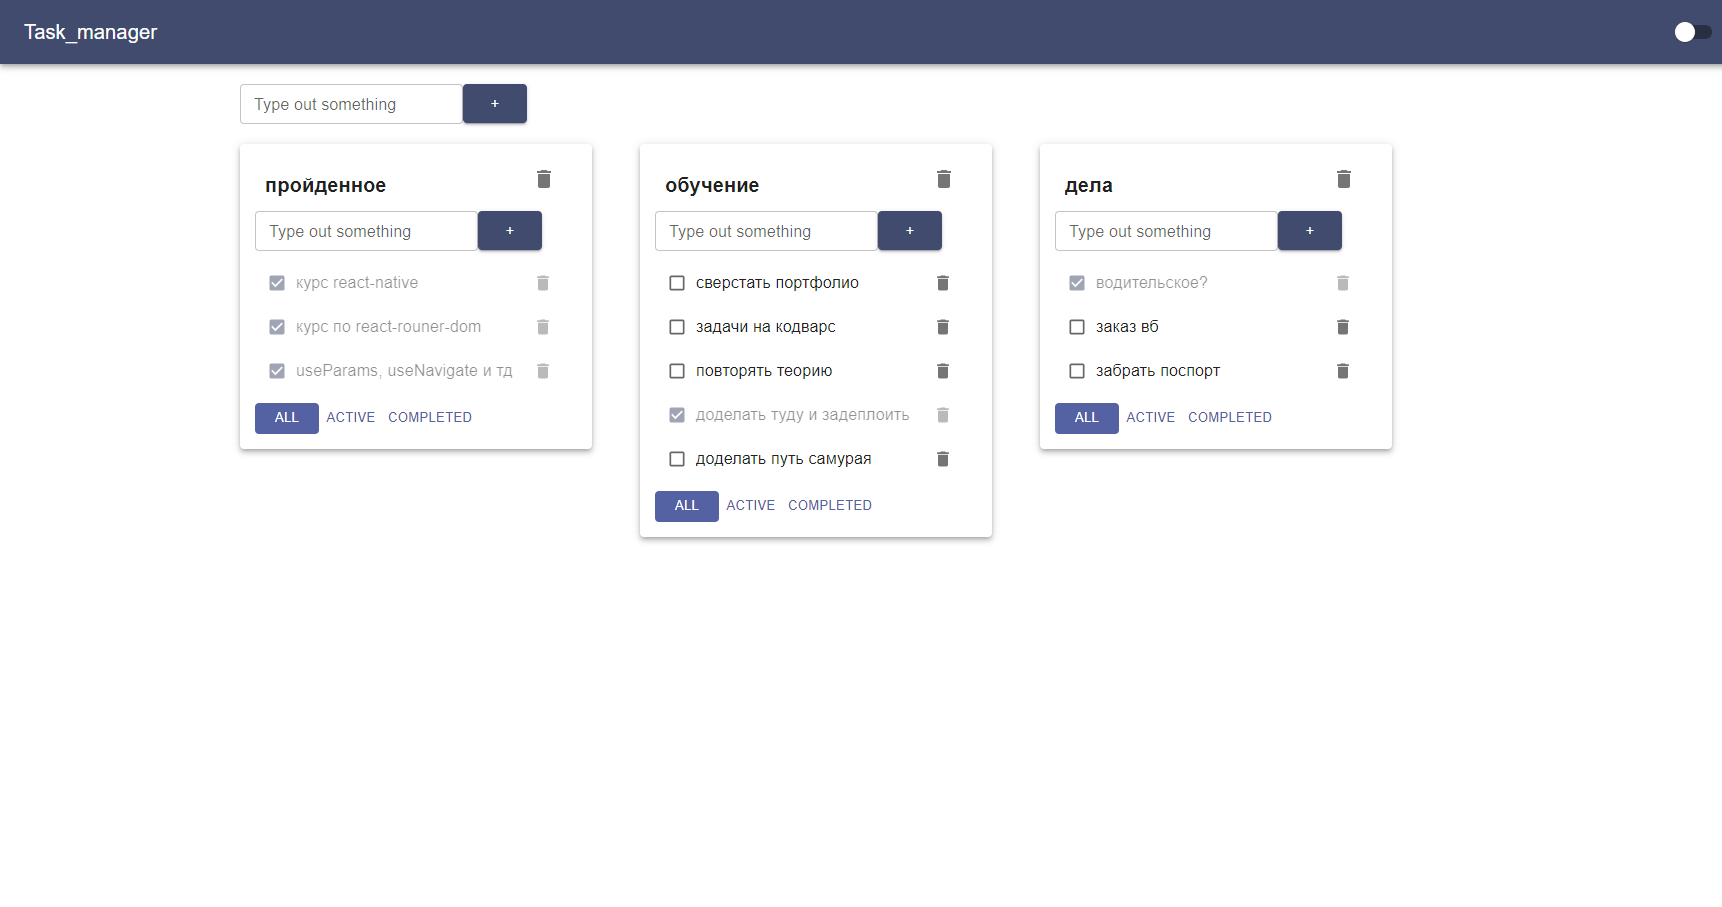 Task_manager
Type out something +
пройденное
Type out something +
курс react-native
курс по react-rouner-dom
useParams, useNavigate и тд
ALL ACTIVE COMPLETED
обучение
Type out something +
сверстать портфолио
задачи на кодварс
повторять теорию
доделать туду и задеплоить
доделать путь самурая
ALL ACTIVE COMPLETED
дела
Type out something +
водительское?
заказ вб
забрать поспорт
ALL ACTIVE COMPLETED